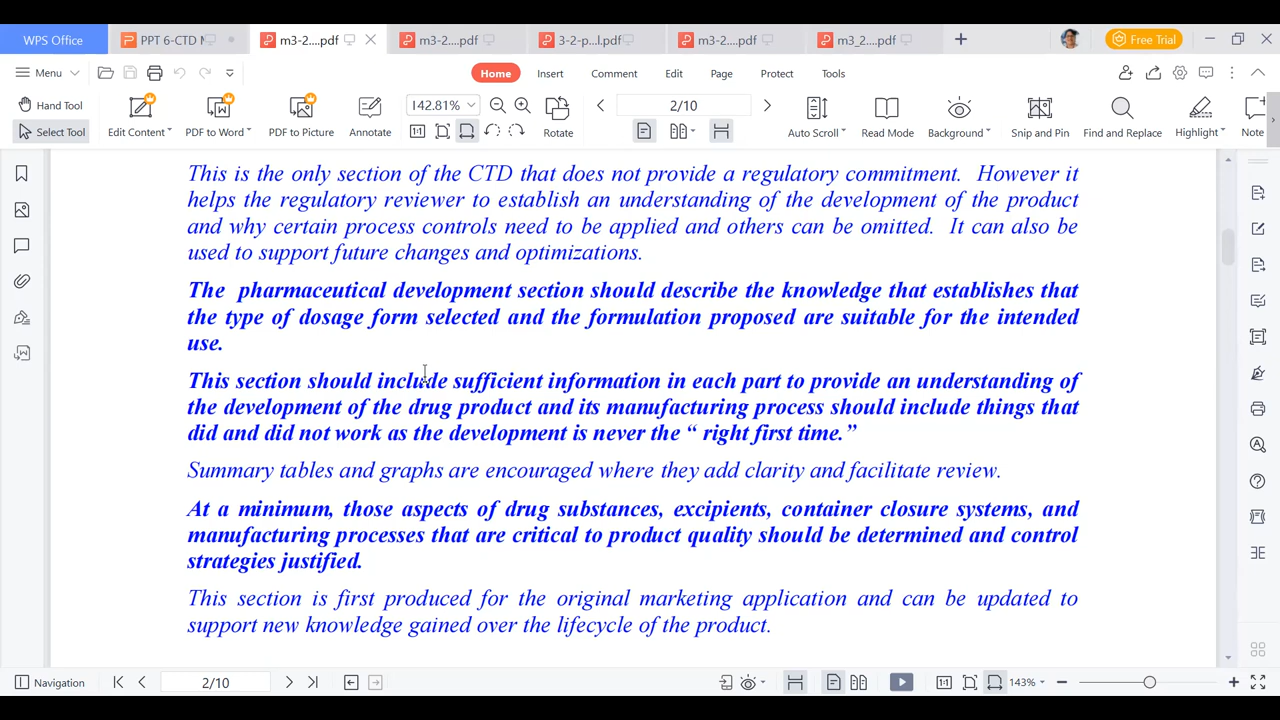 WPS Office
PPT 6-CTD M
m3-2....pdf
m3-2....pdf
3-2-p...l.pdf
m3-2....pdf
m3_2....pdf
Free Trial
Menu
Home
Insert
Comment
Edit
Page
Protect
Tools
Hand Tool
Select Tool
Edit Content
PDF to Word
PDF to Picture
Annotate
142.81%
1:1
Rotate
2/10
Auto Scroll
Read Mode
Background
Snip and Pin
Find and Replace
Highlight
Note
This is the only section of the CTD that does not provide a regulatory commitment. However it
helps the regulatory reviewer to establish an understanding of the development of the product
and why certain process controls need to be applied and others can be omitted. It can also be
used to support future changes and optimizations.
The pharmaceutical development section should describe the knowledge that establishes that
the type of dosage form selected and the formulation proposed are suitable for the intended
use.
This section should include sufficient information in each part to provide an understanding of
the development of the drug product and its manufacturing process should include things that
did and did not work as the development is never the “ right first time.”
Summary tables and graphs are encouraged where they add clarity and facilitate review.
At a minimum, those aspects of drug substances, excipients, container closure systems, and
manufacturing processes that are critical to product quality should be determined and control
strategies justified.
This section is first produced for the original marketing application and can be updated to
support new knowledge gained over the lifecycle of the product.
Navigation
2/10
1:1
143%